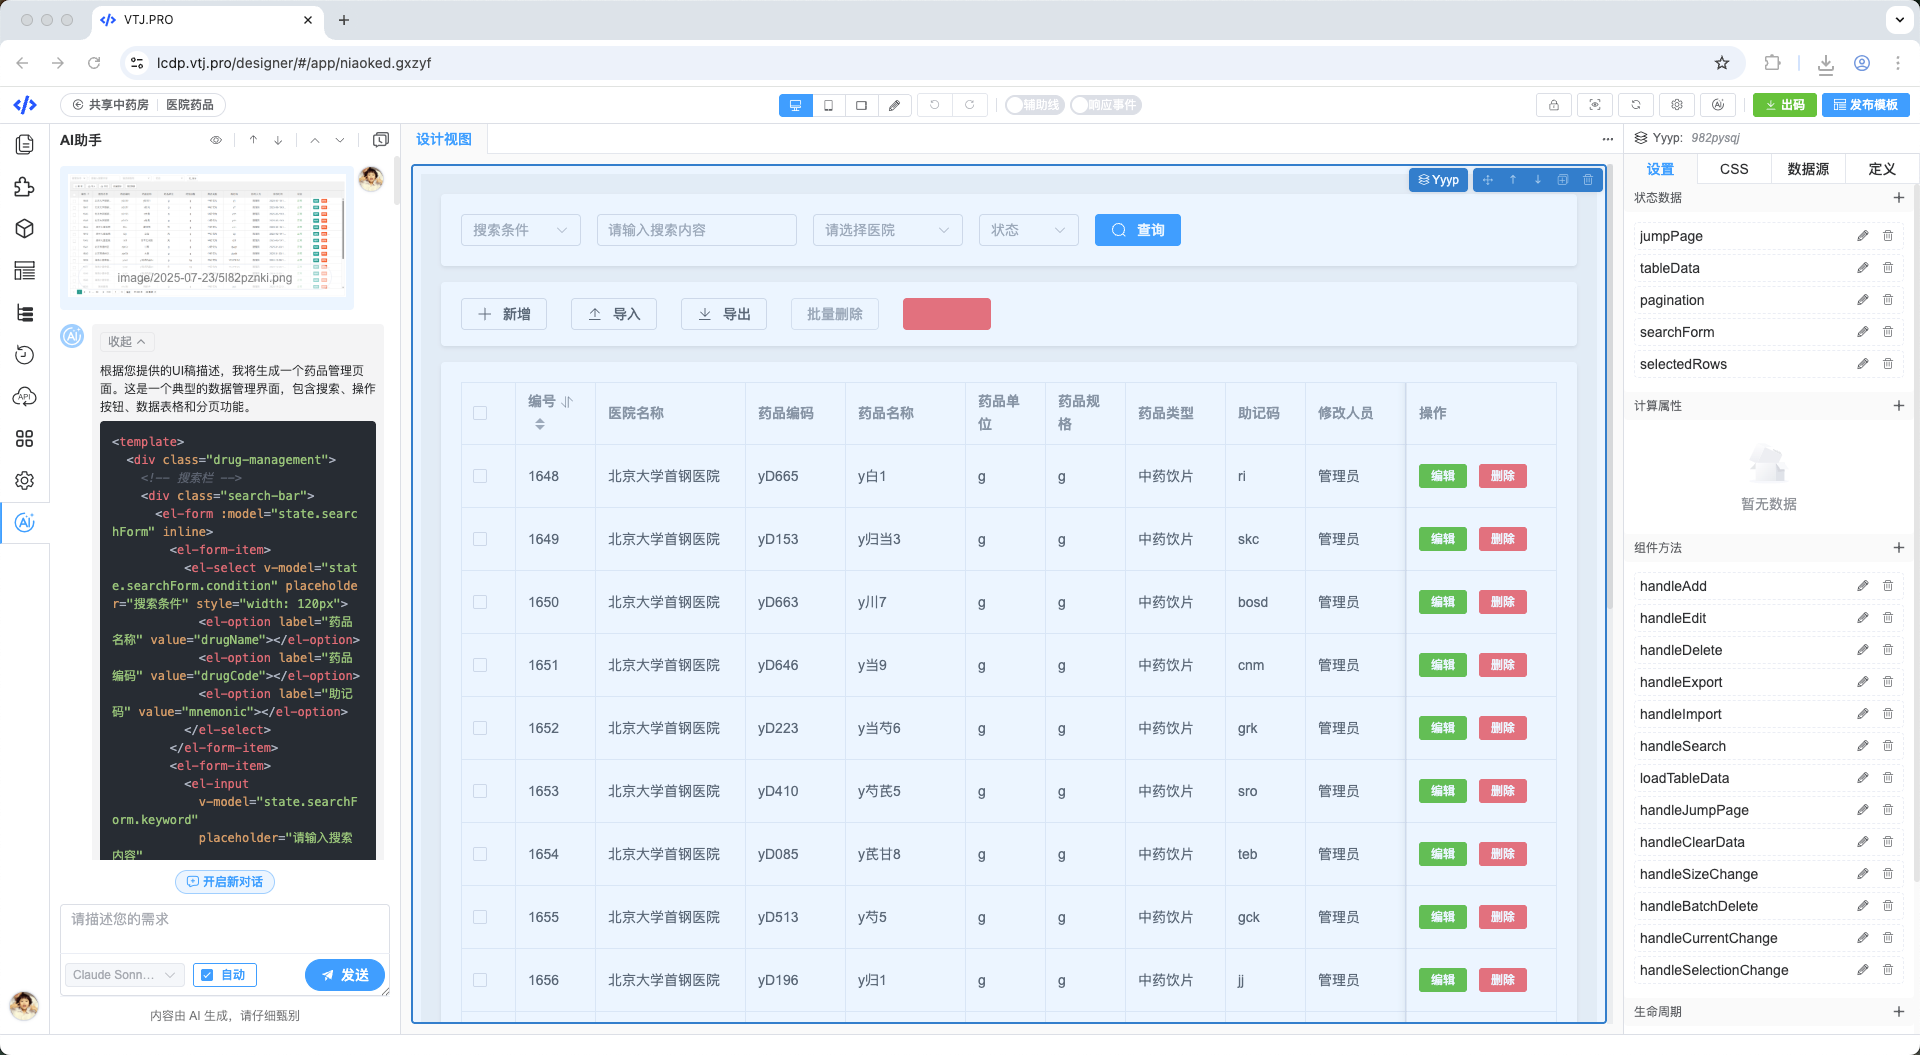 VTJ.PRO
lcdp.vtj.pro/designer/#/app/niaoked.gxzyf
共享中药房 医院药品
辅助线 响应事件
出码 发布模板
AI助手
image/2025-07-23/5l82pznki.png
收起
根据您提供的UI稿描述，我将生成一个药品管理页
面。这是一个典型的数据管理界面，包含搜索、操作
按钮、数据表格和分页功能。
<template>
<div class="drug-management">
<!-- 搜索栏 -->
<div class="search-bar">
<el-form :model="state.searc
hForm" inline>
<el-form-item>
<el-select v-model="stat
e.searchForm.condition" placeholde
r="搜索条件" style="width: 120px">
<el-option label="药品
名称" value="drugName"></el-option>
<el-option label="药品
编码" value="drugCode"></el-option>
<el-option label="助记
码" value="mnemonic"></el-option>
</el-select>
</el-form-item>
<el-form-item>
<el-input
v-model="state.searchF
orm.keyword"
placeholder="请输入搜索
内容"
开启新对话
请描述您的需求
Claude Sonn...
自动
发送
内容由 AI 生成，请仔细甄别
设计视图
Yyyp
搜索条件 请输入搜索内容 请选择医院 状态 查询
新增 导入 导出 批量删除
编号 医院名称 药品编码 药品名称 药品单位 药品规格 药品类型 助记码 修改人员 操作
1648 北京大学首钢医院 yD665 y白1 g g 中药饮片 ri 管理员 编辑 删除
1649 北京大学首钢医院 yD153 y归当3 g g 中药饮片 skc 管理员 编辑 删除
1650 北京大学首钢医院 yD663 y川7 g g 中药饮片 bosd 管理员 编辑 删除
1651 北京大学首钢医院 yD646 y当9 g g 中药饮片 cnm 管理员 编辑 删除
1652 北京大学首钢医院 yD223 y当芍6 g g 中药饮片 grk 管理员 编辑 删除
1653 北京大学首钢医院 yD410 y芍芪5 g g 中药饮片 sro 管理员 编辑 删除
1654 北京大学首钢医院 yD085 y芪甘8 g g 中药饮片 teb 管理员 编辑 删除
1655 北京大学首钢医院 yD513 y芍5 g g 中药饮片 gck 管理员 编辑 删除
1656 北京大学首钢医院 yD196 y归1 g g 中药饮片 jj 管理员 编辑 删除
Yyyp: 982pysqj
设置 CSS 数据源 定义
状态数据
jumpPage
tableData
pagination
searchForm
selectedRows
计算属性
暂无数据
组件方法
handleAdd
handleEdit
handleDelete
handleExport
handleImport
handleSearch
loadTableData
handleJumpPage
handleClearData
handleSizeChange
handleBatchDelete
handleCurrentChange
handleSelectionChange
生命周期